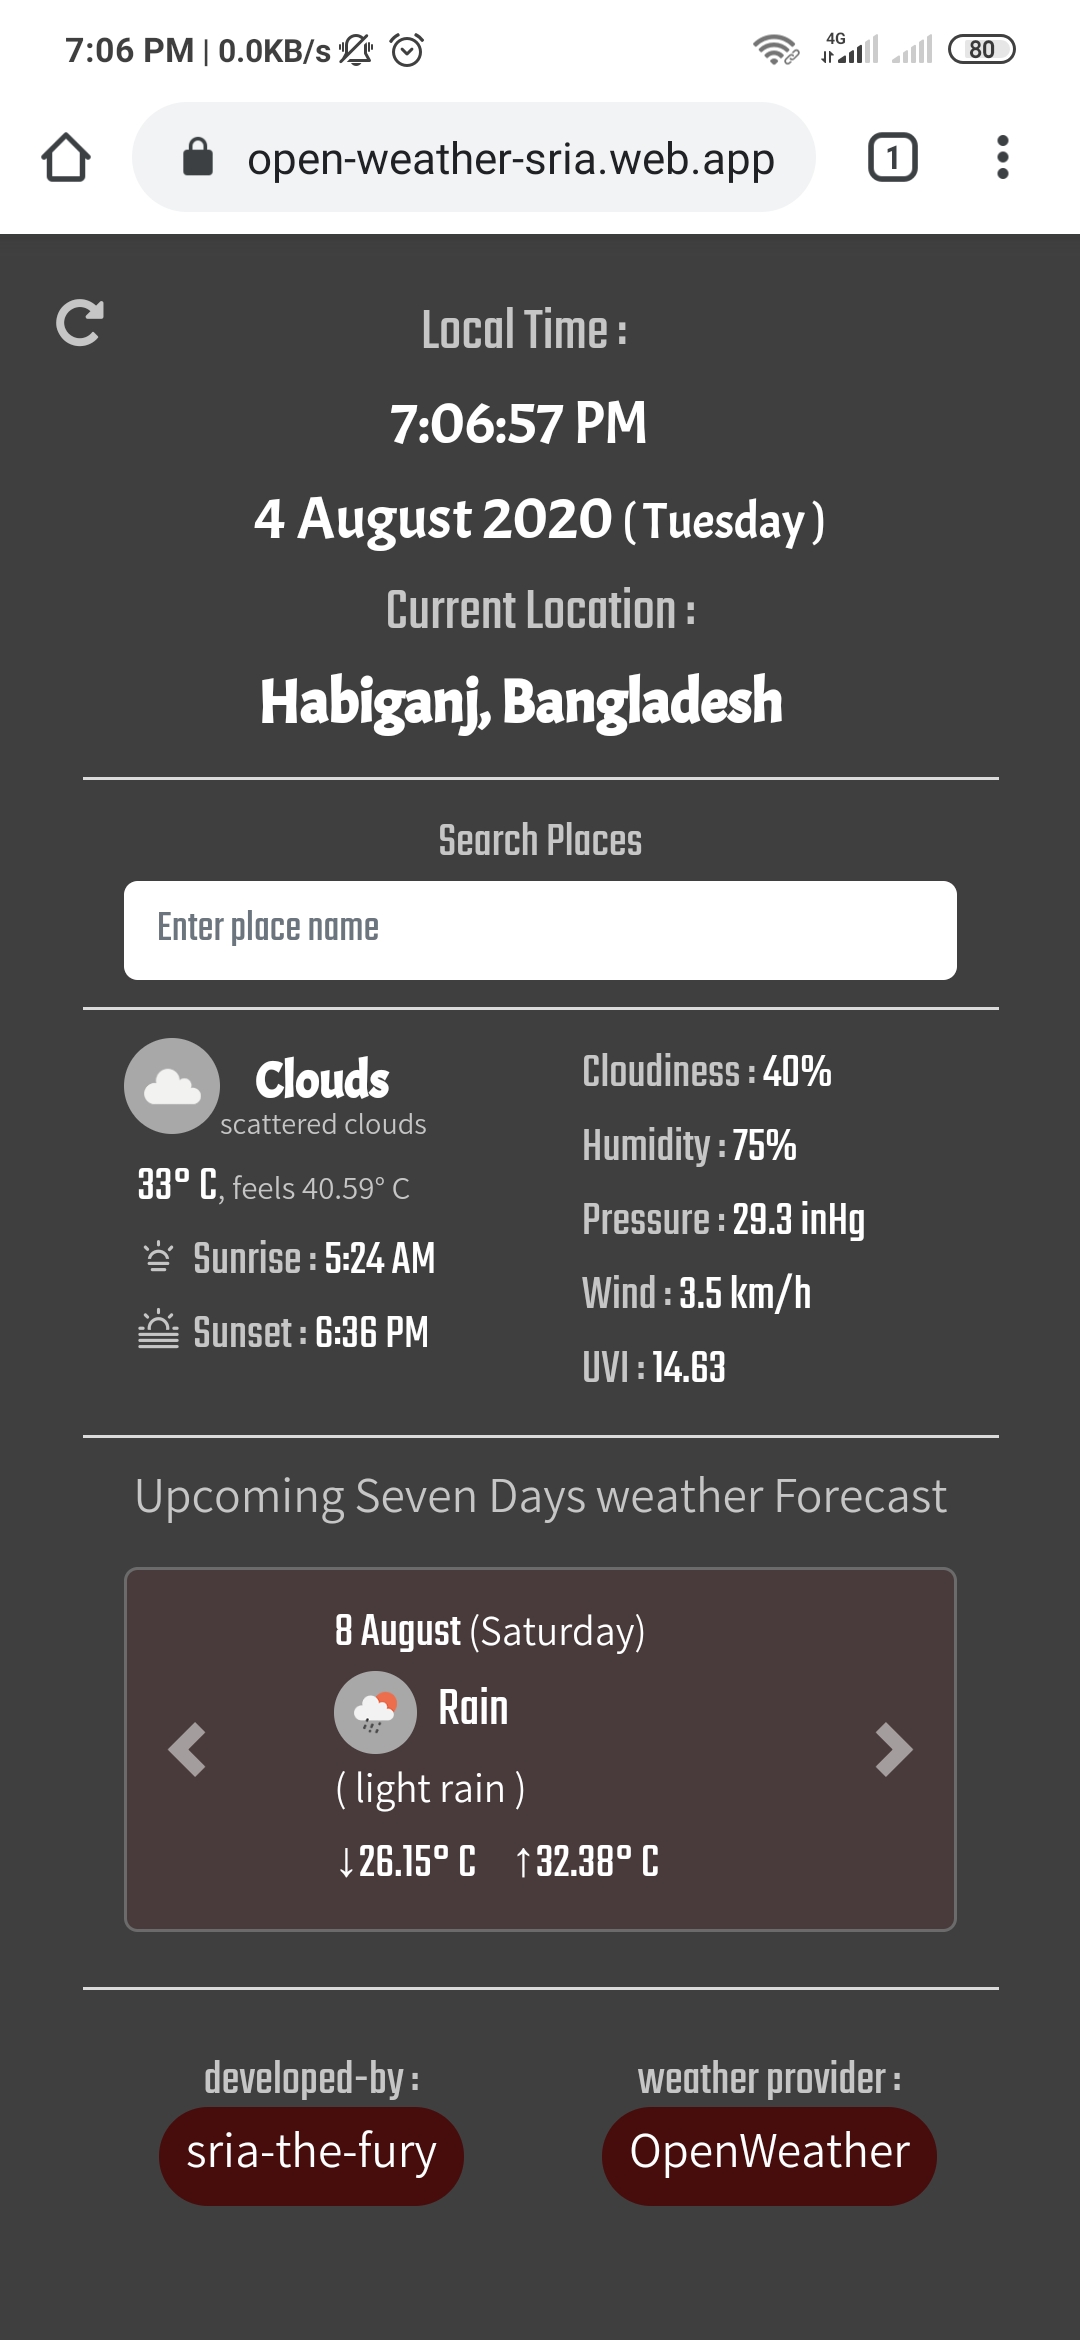 7:06 PM | 0.0KB/s 4G 80
open-weather-sria.web.app 1
Local Time :
7:06:57 PM
4 August 2020 ( Tuesday )
Current Location :
Habiganj, Bangladesh
Search Places
Enter place name
Clouds
scattered clouds
33° C, feels 40.59° C
Sunrise : 5:24 AM
Sunset : 6:36 PM
Cloudiness : 40%
Humidity : 75%
Pressure : 29.3 inHg
Wind : 3.5 km/h
UVI : 14.63
Upcoming Seven Days weather Forecast
8 August (Saturday)
Rain
( light rain )
↓26.15° C ↑32.38° C
developed-by :
sria-the-fury
weather provider :
OpenWeather